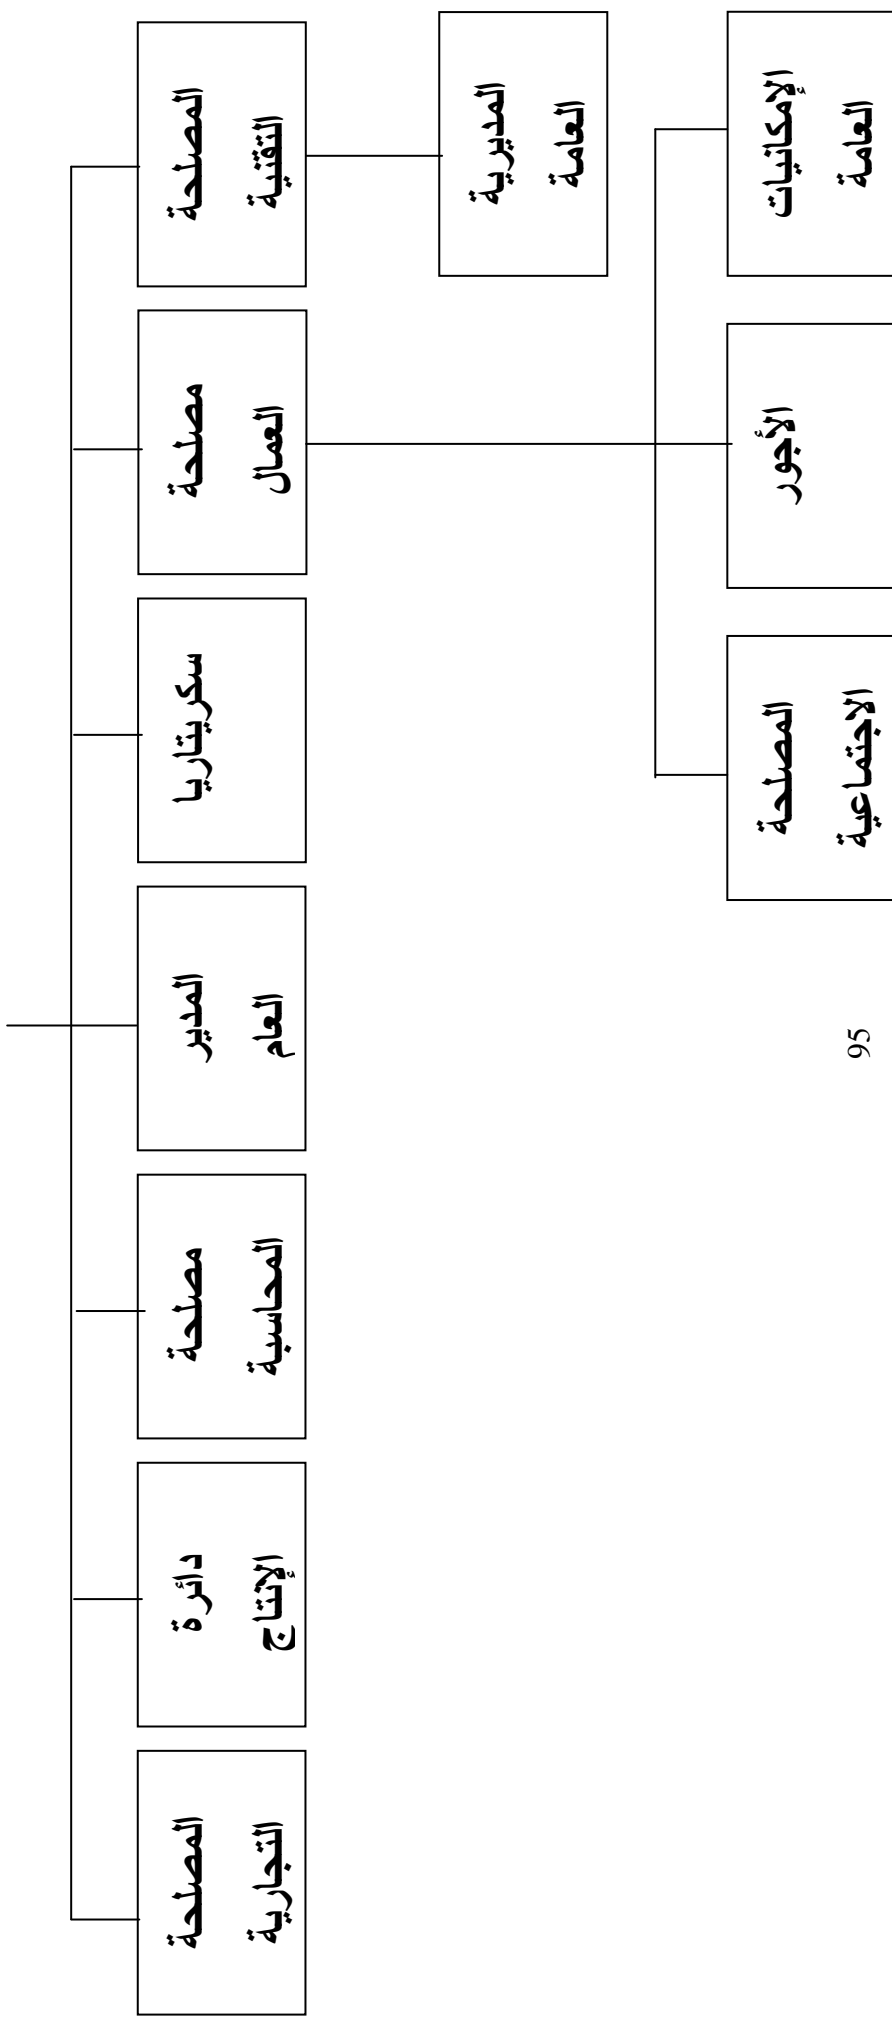 المصلحة
التقنية
مصلحة
العمال
سكريتاريا
المدير
العام
مصلحة
المحاسبة
دائرة
الإنتاج
المصلحة
التجارية
المديرية
العامة
الإمكانيات
العامة
الأجور
المصلحة
الاجتماعية
95